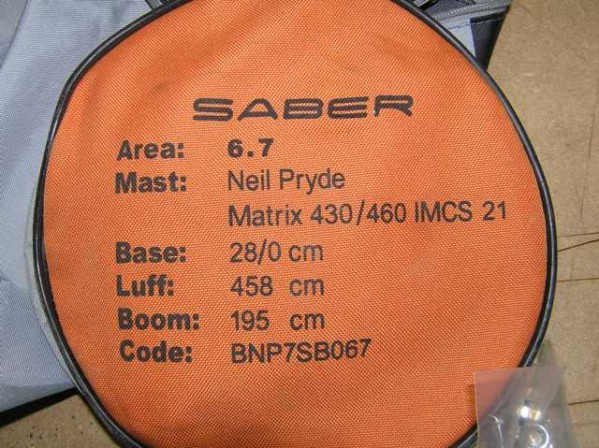 SABER
Area: 6.7
Mast: Neil Pryde
Matrix 430/460 IMCS 21
Base: 28/0 cm
Luff: 458 cm
Boom: 195 cm
Code: BNP7SB067